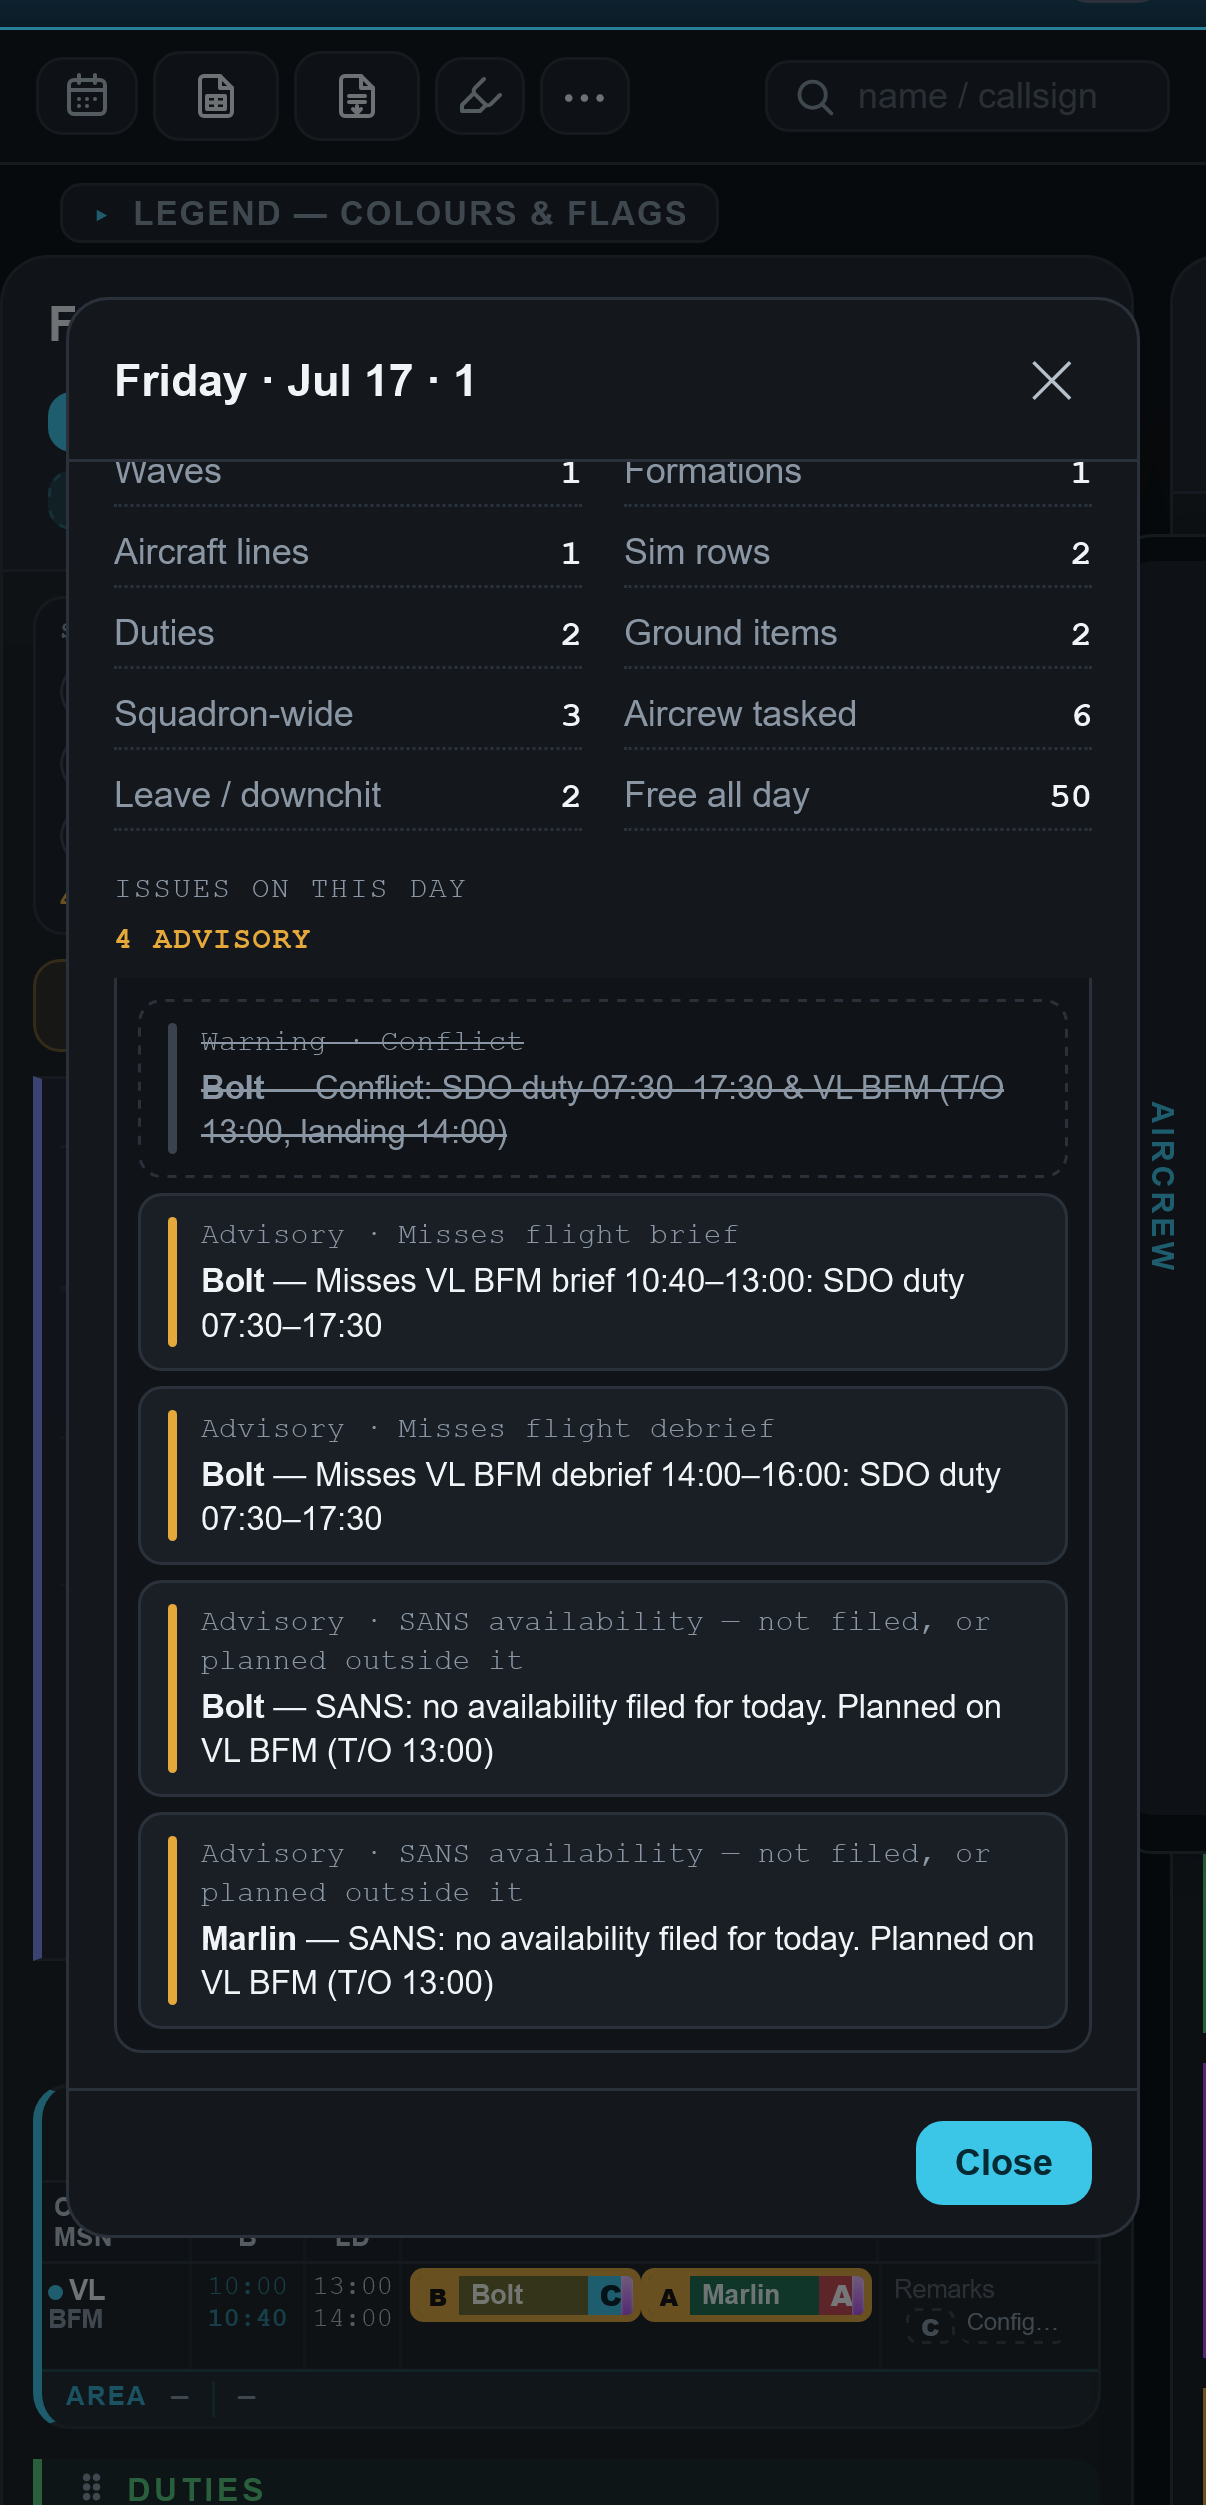 name / callsign
▸ LEGEND — COLOURS & FLAGS
F
Friday · Jul 17 · 1
Waves 1 Formations 1
Aircraft lines 1 Sim rows 2
Duties 2 Ground items 2
Squadron-wide 3 Aircrew tasked 6
Leave / downchit 2 Free all day 50
ISSUES ON THIS DAY
4 ADVISORY
Warning · Conflict
Bolt — Conflict: SDO duty 07:30–17:30 & VL BFM (T/O
13:00, landing 14:00)
Advisory · Misses flight brief
Bolt — Misses VL BFM brief 10:40–13:00: SDO duty
07:30–17:30
Advisory · Misses flight debrief
Bolt — Misses VL BFM debrief 14:00–16:00: SDO duty
07:30–17:30
Advisory · SANS availability — not filed, or
planned outside it
Bolt — SANS: no availability filed for today. Planned on
VL BFM (T/O 13:00)
Advisory · SANS availability — not filed, or
planned outside it
Marlin — SANS: no availability filed for today. Planned on
VL BFM (T/O 13:00)
AIRCREW
Close
MSN
VL 10:00 13:00 B Bolt C A Marlin A Remarks
BFM 10:40 14:00 C Config...
AREA — | —
DUTIES